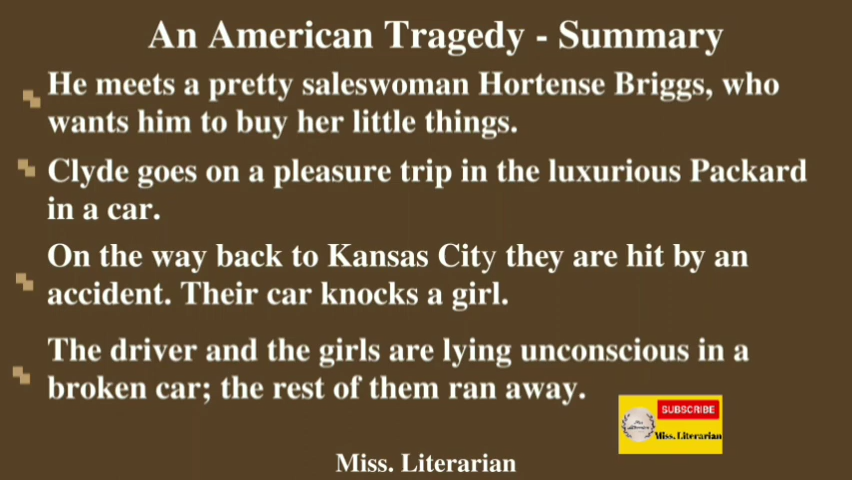 An American Tragedy - Summary
He meets a pretty saleswoman Hortense Briggs, who
wants him to buy her little things.
Clyde goes on a pleasure trip in the luxurious Packard
in a car.
On the way back to Kansas City they are hit by an
accident. Their car knocks a girl.
The driver and the girls are lying unconscious in a
broken car; the rest of them ran away.
SUBSCRIBE
Miss. Literarian
Miss. Literarian